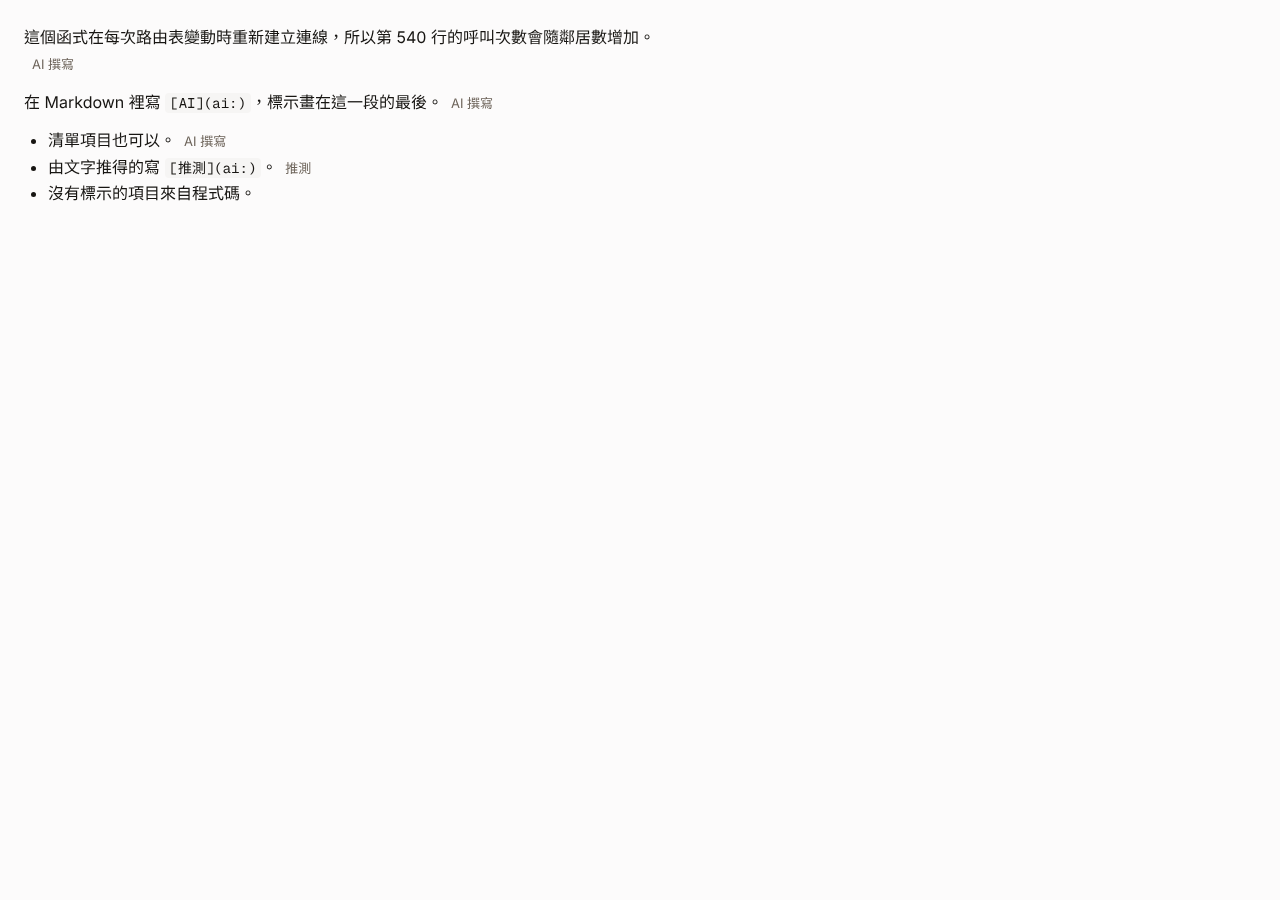 這個函式在每次路由表變動時重新建立連線，所以第 540 行的呼叫次數會隨鄰居數增加。
AI 撰寫
在 Markdown 裡寫 [AI](ai:)，標示畫在這一段的最後。 AI 撰寫
• 清單項目也可以。 AI 撰寫
• 由文字推得的寫 [推測](ai:)。 推測
• 沒有標示的項目來自程式碼。